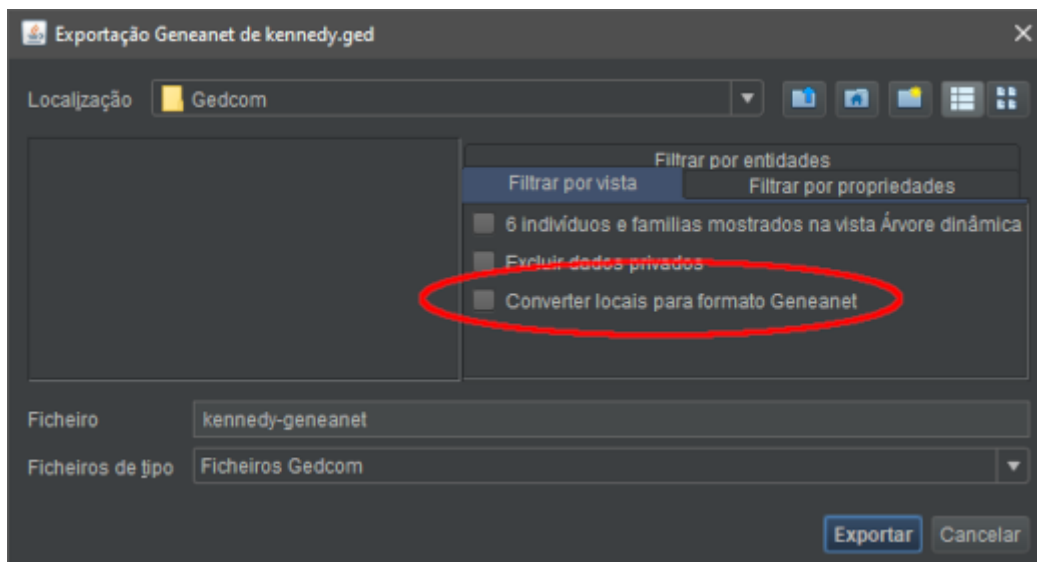 Exportação Geneanet de kennedy.ged
Localização Gedcom
Filtrar por entidades
Filtrar por vista Filtrar por propriedades
6 indivíduos e familias mostrados na vista Árvore dinâmica
Excluir dados privados
Converter locais para formato Geneanet
Ficheiro kennedy-geneanet
Ficheiros de tipo Ficheiros Gedcom
Exportar Cancelar